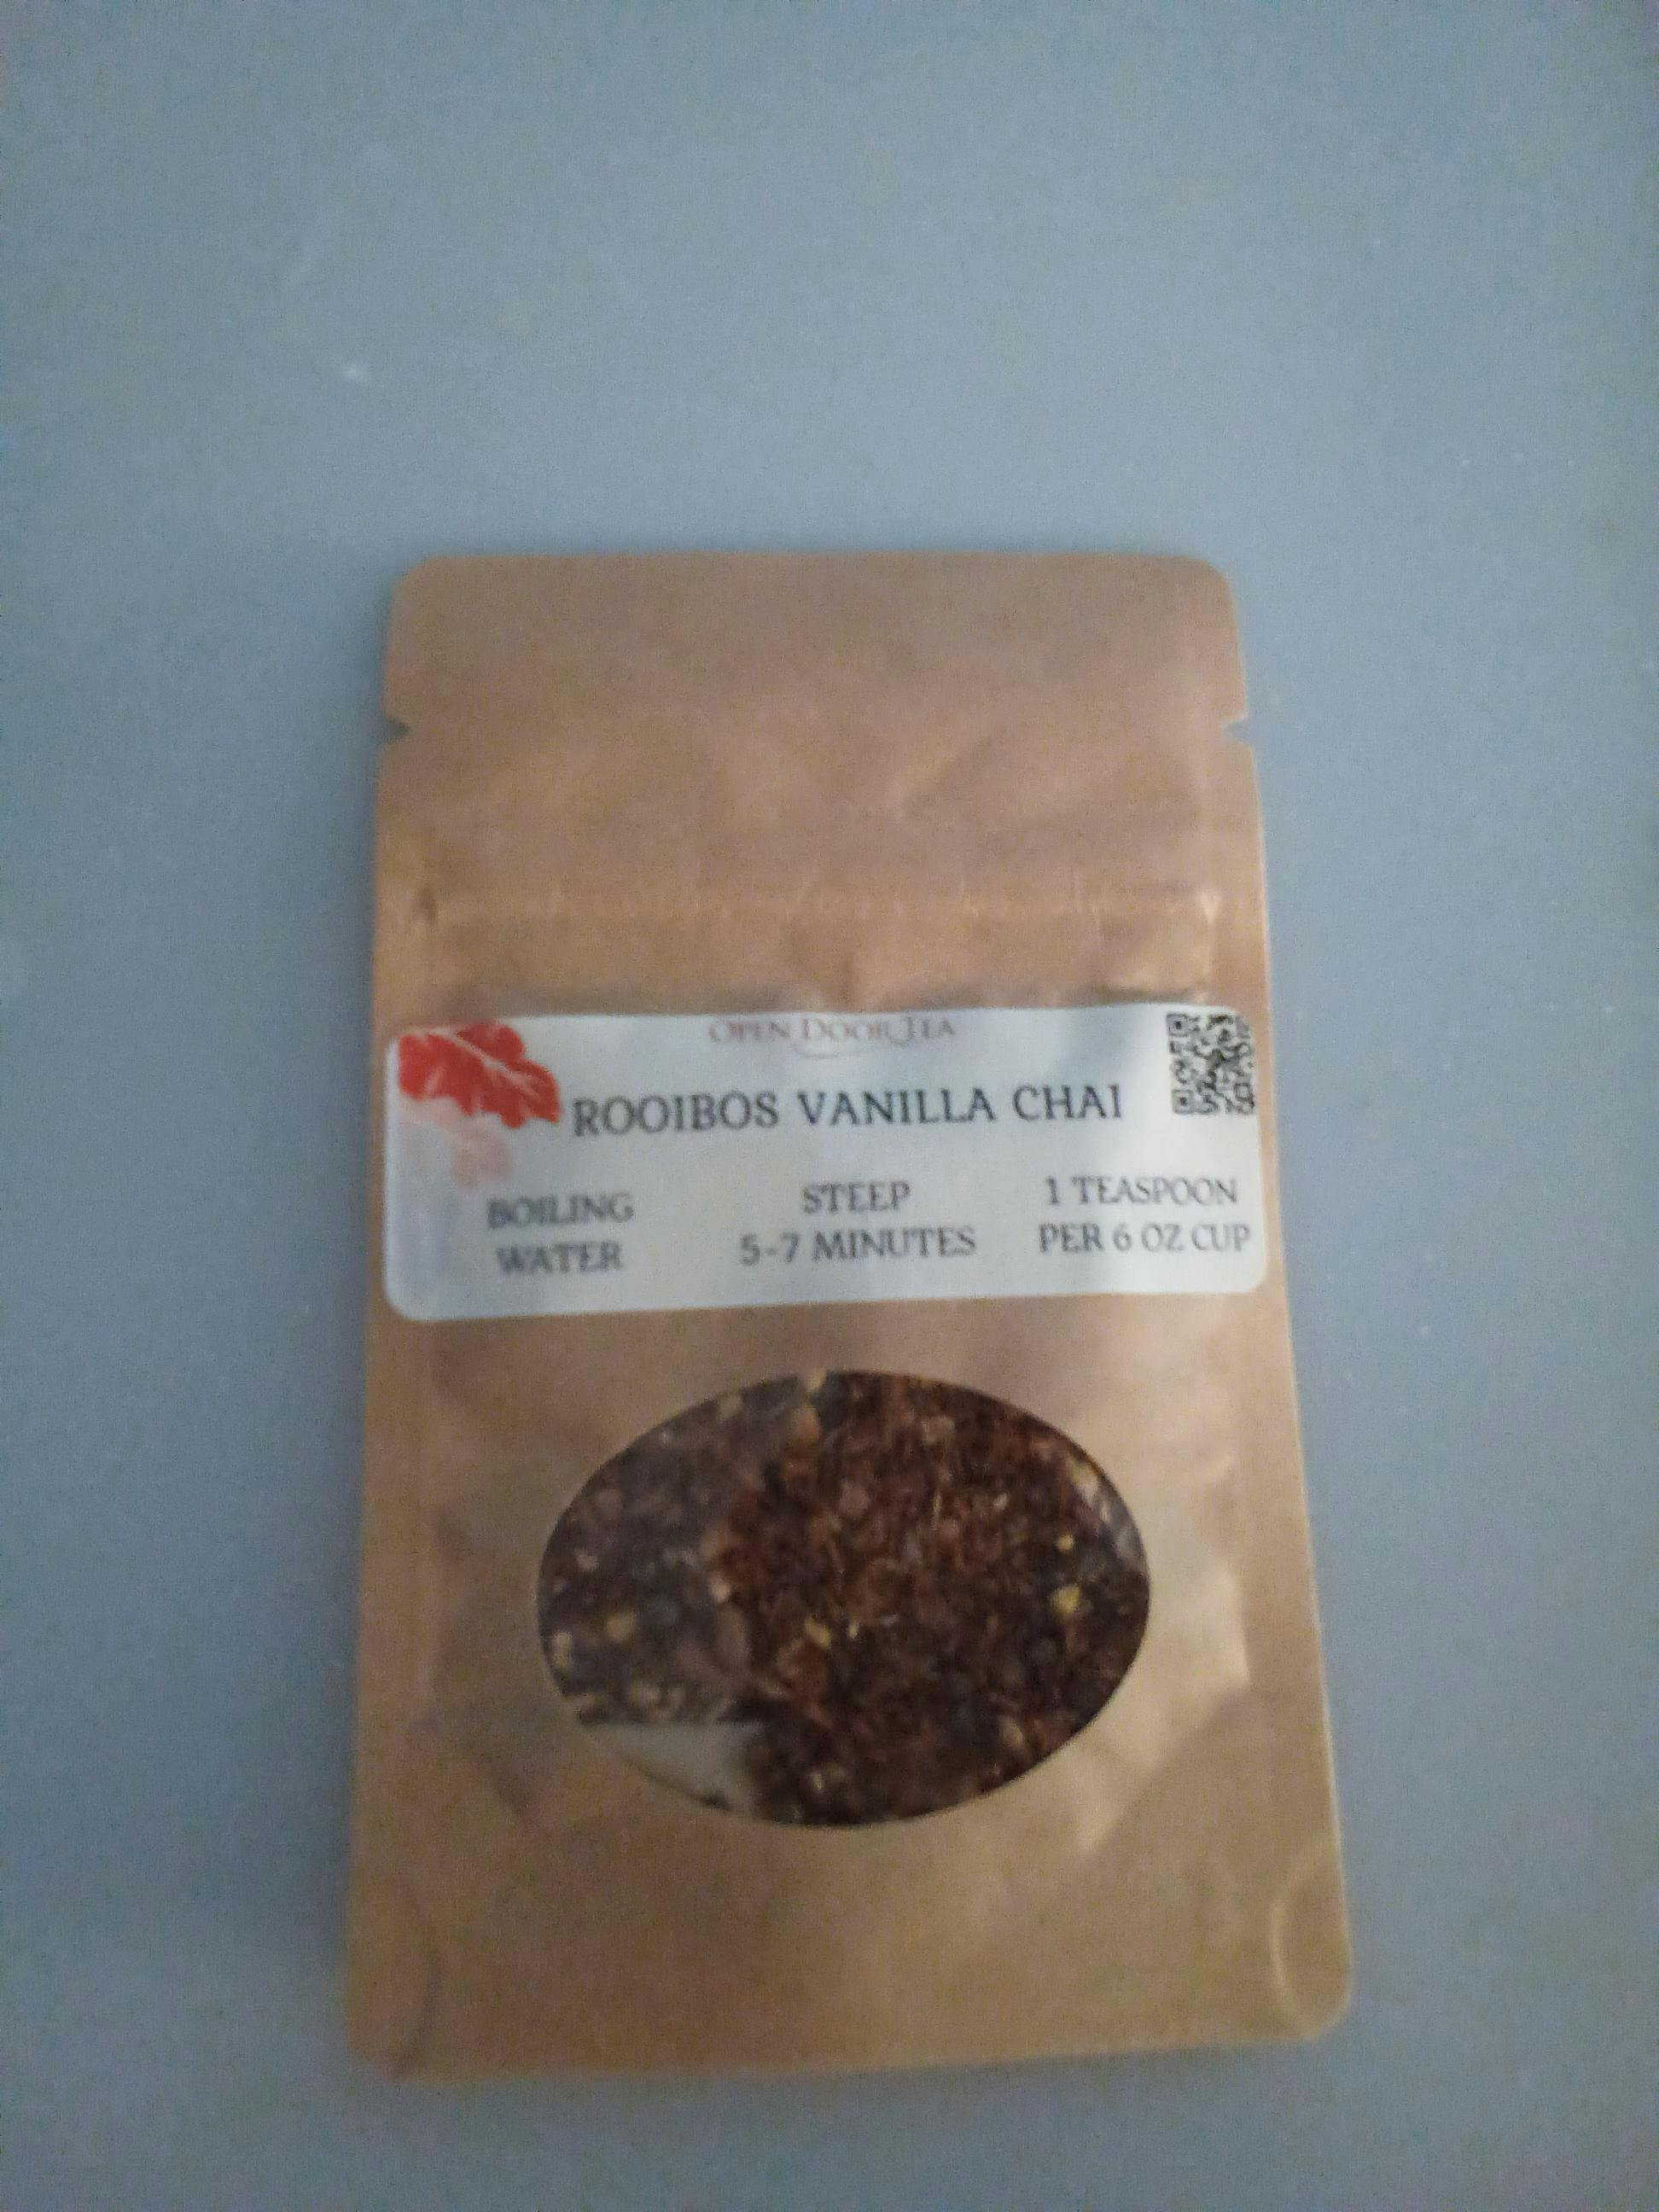 OPEN DOOR TEA
ROOIBOS VANILLA CHAI
BOILING
WATER
STEEP
5-7 MINUTES
1 TEASPOON
PER 6 OZ CUP